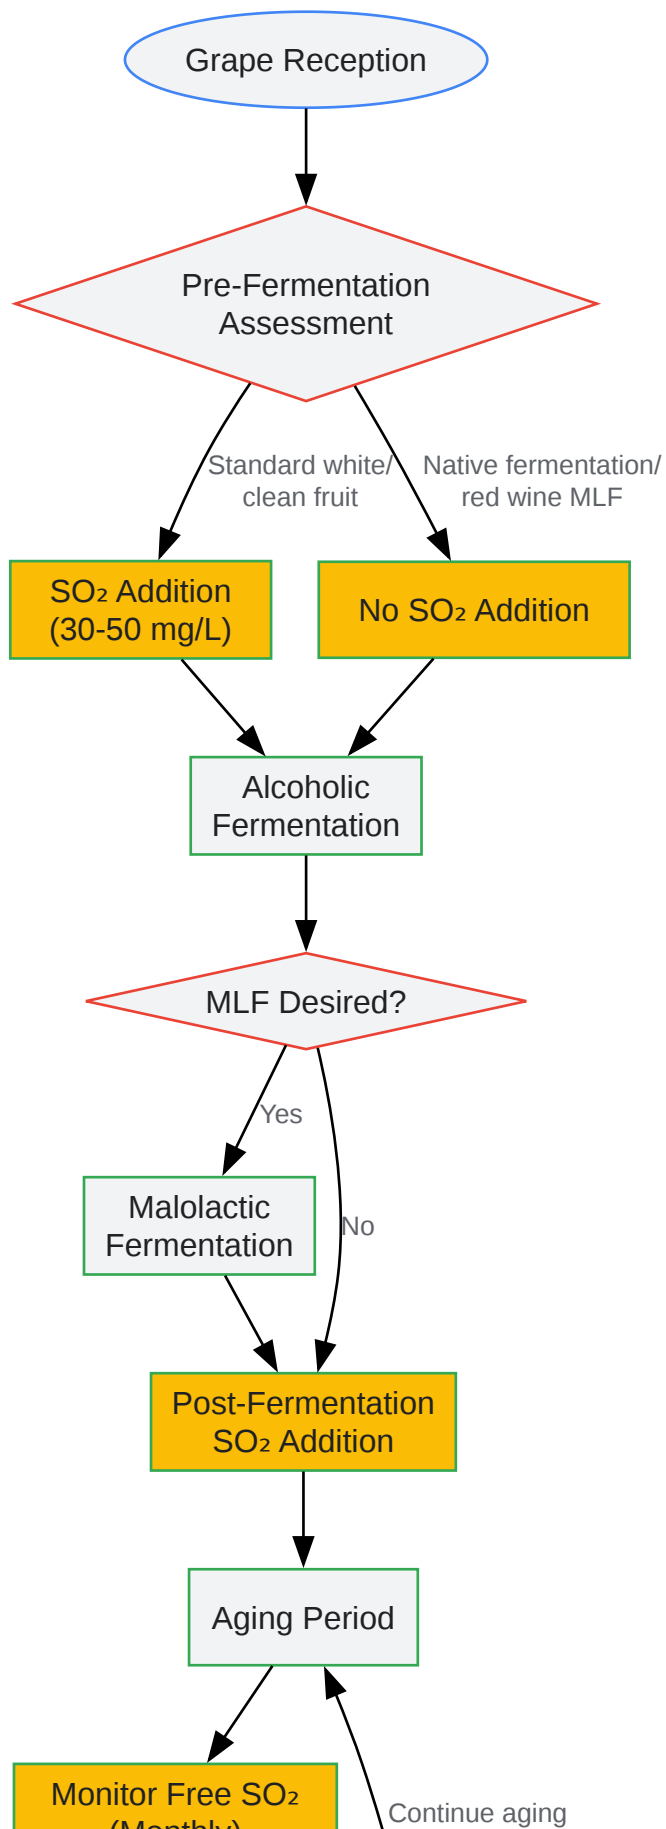 Grape Reception
Pre-Fermentation
Assessment
Standard white/
clean fruit
Native fermentation/
red wine MLF
SO₂ Addition
(30-50 mg/L)
No SO₂ Addition
Alcoholic
Fermentation
MLF Desired?
Yes
Malolactic
Fermentation
No
Post-Fermentation
SO₂ Addition
Aging Period
Monitor Free SO₂
(Monthly)
Continue aging